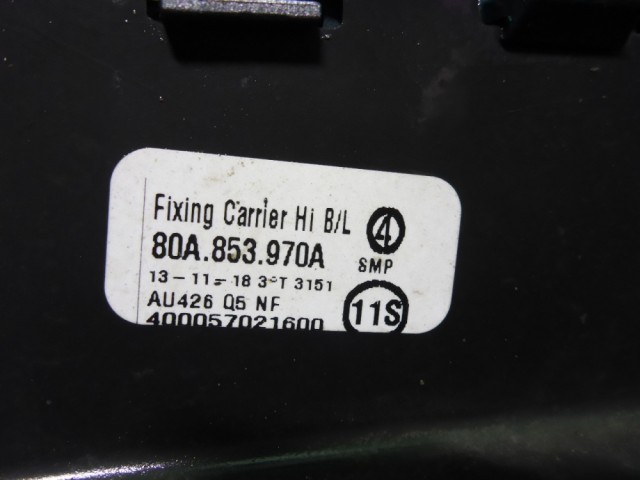 Fixing Carrier Hi B/L
4
80A.853.970A
SMP
13-11-18 3 T 3151
AU426 Q5 NF
400057021600
11S